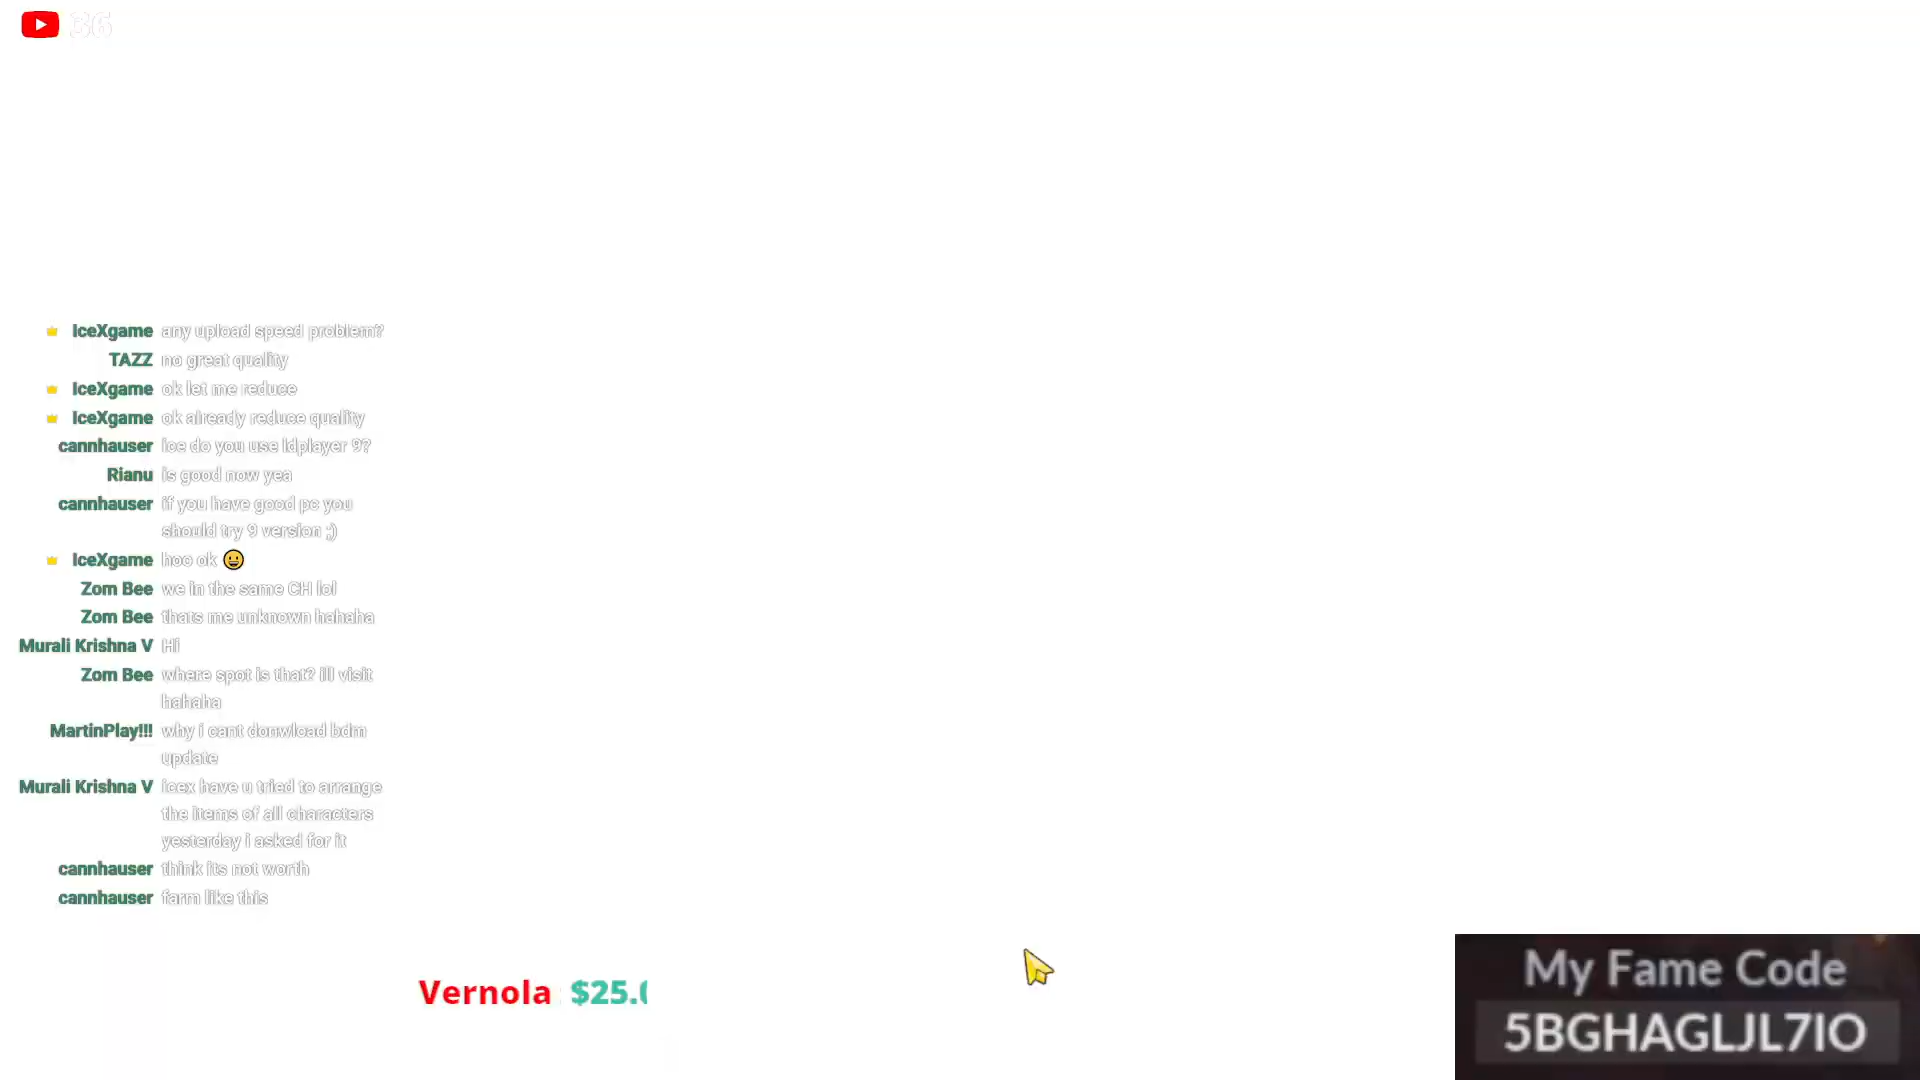 36
IceXgame any upload speed problem?
TAZZ no great quality
IceXgame ok let me reduce
IceXgame ok already reduce quality
cannhauser ice do you use ldplayer 9?
Rianu is good now yea
cannhauser if you have good pc you
should try 9 version ;)
IceXgame hoo ok 😀
Zom Bee we in the same CH lol
Zom Bee thats me unknown hahaha
Murali Krishna V Hi
Zom Bee where spot is that? ill visit
hahaha
MartinPlay!!! why i cant donwload bdm
update
Murali Krishna V icex have u tried to arrange
the items of all characters
yesterday i asked for it
cannhauser think its not worth
cannhauser farm like this
Vernola $25.
My Fame Code
5BGHAGLJL7IO